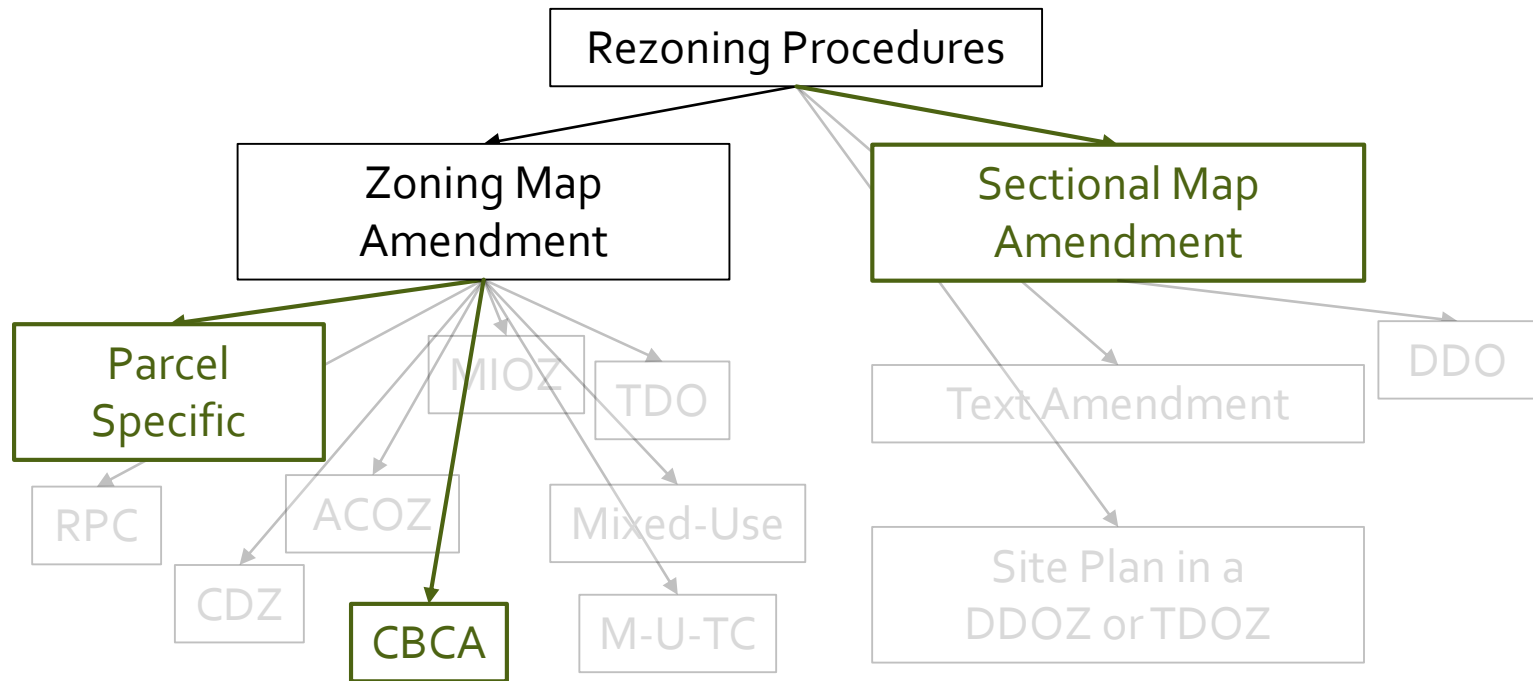 Rezoning Procedures
Zoning Map
Amendment
Sectional Map
Amendment
Parcel
Specific
MIOZ
TDO
Text Amendment
DDO
RPC
ACOZ
Mixed-Use
CDZ
CBCA
M-U-TC
Site Plan in a
DDOZ or TDOZ